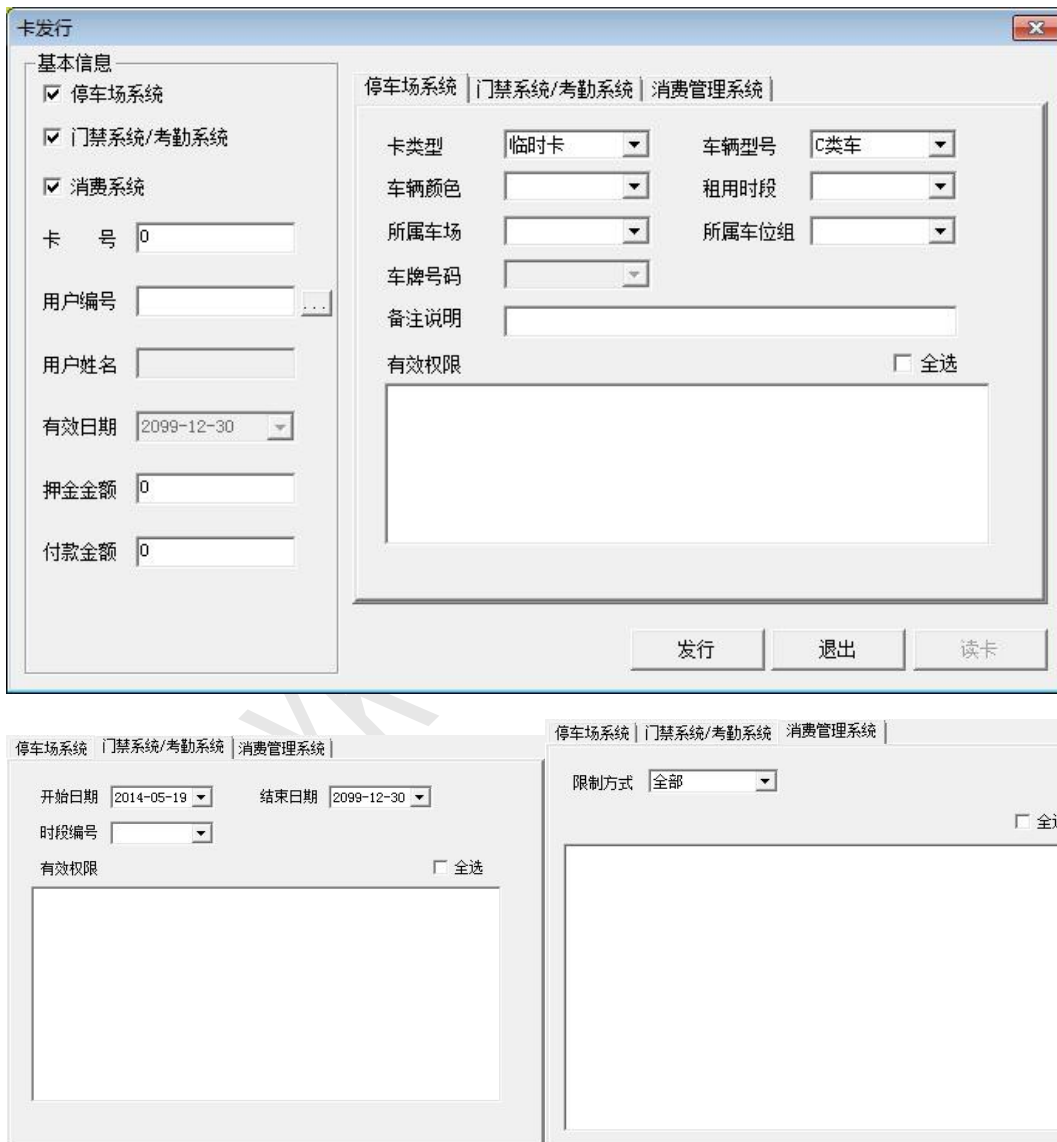 卡发行
基本信息
停车场系统
门禁系统/考勤系统
消费系统
卡 号 0
用户编号 ...
用户姓名
有效日期 2099-12-30
押金金额 0
付款金额 0
停车场系统 门禁系统/考勤系统 消费管理系统
卡类型 临时卡 车辆型号 C类车
车辆颜色 租用时段
所属车场 所属车位组
车牌号码
备注说明
有效权限 全选
发行 退出 读卡
停车场系统 门禁系统/考勤系统 消费管理系统
开始日期 2014-05-19 结束日期 2099-12-30
时段编号
有效权限 全选
停车场系统 门禁系统/考勤系统 消费管理系统
限制方式 全部
全